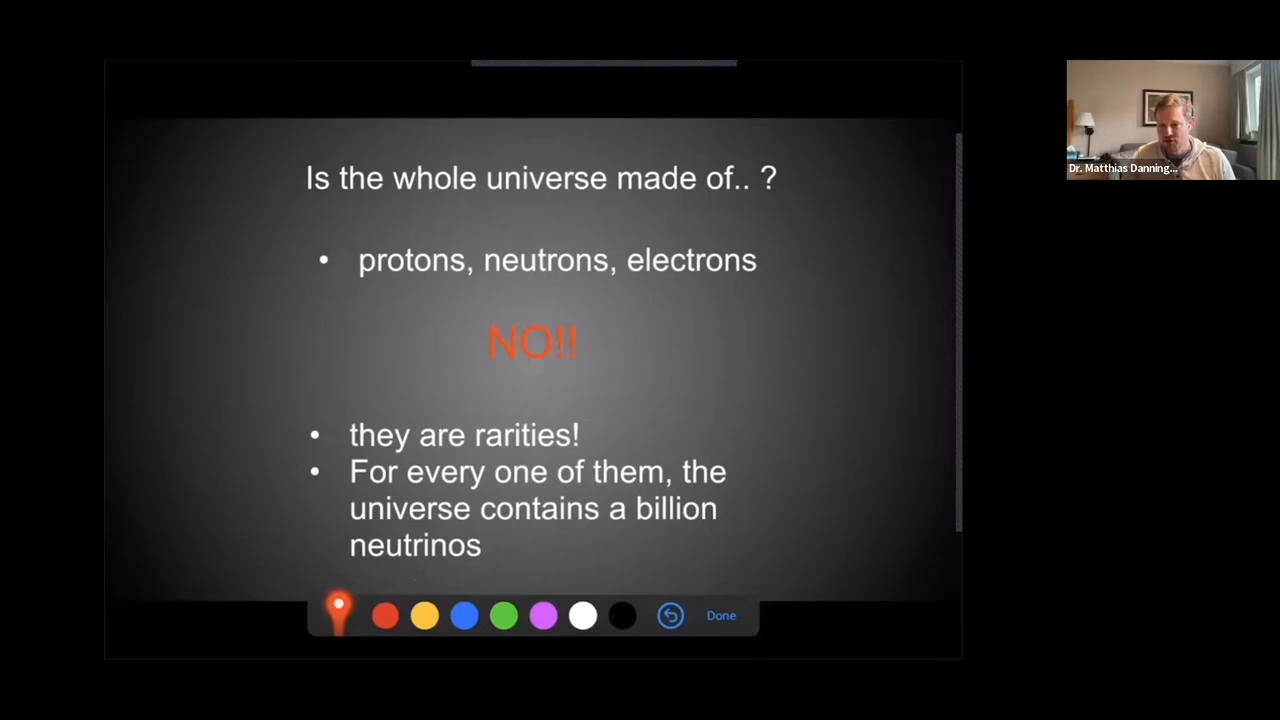 Is the whole universe made of.. ?
• protons, neutrons, electrons
NO!!
• they are rarities!
• For every one of them, the
universe contains a billion
neutrinos
Done
Dr. Matthias Danning...